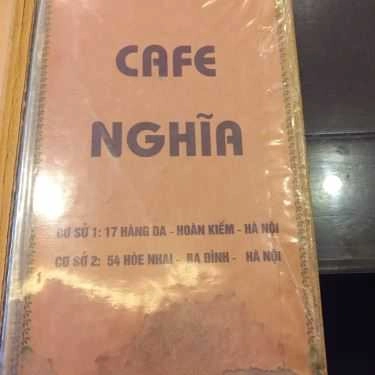 CAFE
NGHĨA
CƠ SỞ 1: 17 HÀNG DA - HOÀN KIẾM - HÀ NỘI
CƠ SỞ 2: 54 HÒE NHAI - BA ĐÌNH - HÀ NỘI